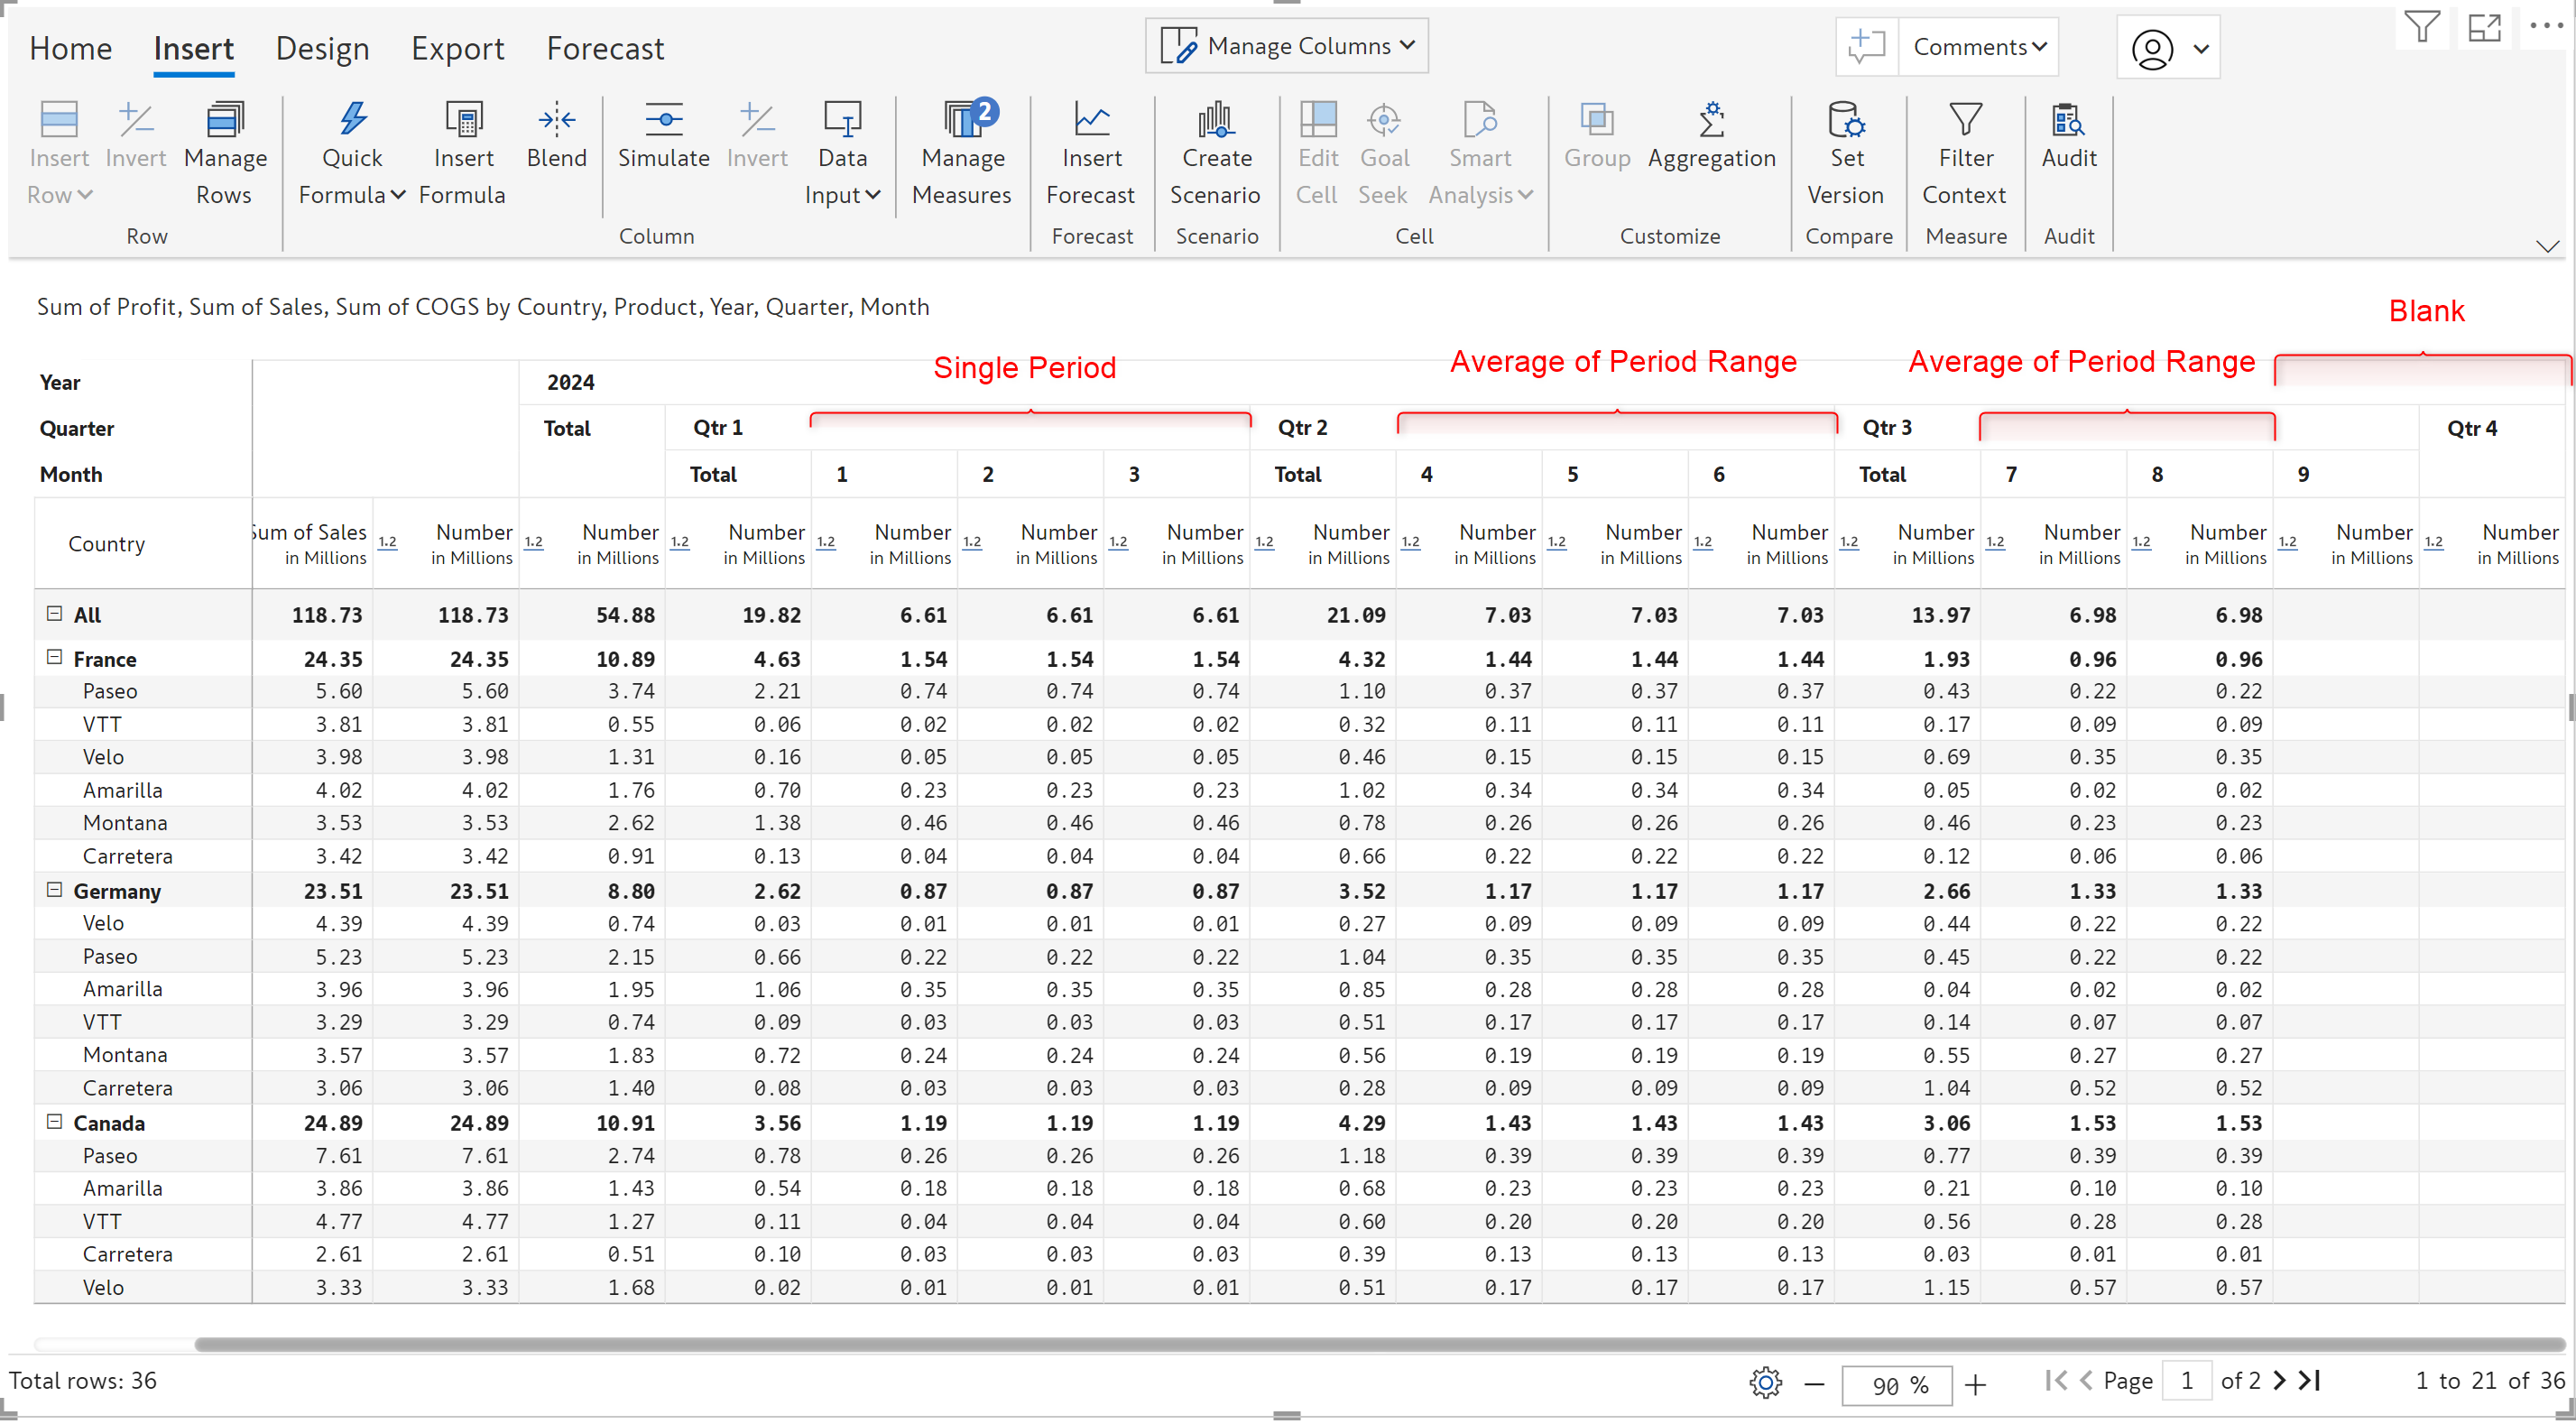 Home Insert Design Export Forecast Manage Columns Comments
Insert Row Invert Manage Rows Quick Formula Insert Formula Blend Simulate Invert Data Input Manage Measures 2 Insert Forecast Create Scenario Edit Cell Goal Seek Smart Analysis Group Aggregation Set Version Filter Context Audit
Row Column Forecast Scenario Cell Customize Compare Measure Audit
Sum of Profit, Sum of Sales, Sum of COGS by Country, Product, Year, Quarter, Month
Blank
Single Period Average of Period Range Average of Period Range
Year 2024
Quarter Total Qtr 1 Qtr 2 Qtr 3 Qtr 4
Month Total 1 2 3 Total 4 5 6 Total 7 8 9
Country Sum of Sales 1.2 Number 1.2 Number 1.2 Number 1.2 Number 1.2 Number 1.2 Number 1.2 Number 1.2 Number 1.2 Number 1.2 Number 1.2 Number 1.2 Number 1.2 Number 1.2 Number 1.2 Number
in Millions in Millions in Millions in Millions in Millions in Millions in Millions in Millions in Millions in Millions in Millions in Millions in Millions in Millions in Millions in Millions
All 118.73 118.73 54.88 19.82 6.61 6.61 6.61 21.09 7.03 7.03 7.03 13.97 6.98 6.98
France 24.35 24.35 10.89 4.63 1.54 1.54 1.54 4.32 1.44 1.44 1.44 1.93 0.96 0.96
Paseo 5.60 5.60 3.74 2.21 0.74 0.74 0.74 1.10 0.37 0.37 0.37 0.43 0.22 0.22
VTT 3.81 3.81 0.55 0.06 0.02 0.02 0.02 0.32 0.11 0.11 0.11 0.17 0.09 0.09
Velo 3.98 3.98 1.31 0.16 0.05 0.05 0.05 0.46 0.15 0.15 0.15 0.69 0.35 0.35
Amarilla 4.02 4.02 1.76 0.70 0.23 0.23 0.23 1.02 0.34 0.34 0.34 0.05 0.02 0.02
Montana 3.53 3.53 2.62 1.38 0.46 0.46 0.46 0.78 0.26 0.26 0.26 0.46 0.23 0.23
Carretera 3.42 3.42 0.91 0.13 0.04 0.04 0.04 0.66 0.22 0.22 0.22 0.12 0.06 0.06
Germany 23.51 23.51 8.80 2.62 0.87 0.87 0.87 3.52 1.17 1.17 1.17 2.66 1.33 1.33
Velo 4.39 4.39 0.74 0.03 0.01 0.01 0.01 0.27 0.09 0.09 0.09 0.44 0.22 0.22
Paseo 5.23 5.23 2.15 0.66 0.22 0.22 0.22 1.04 0.35 0.35 0.35 0.45 0.22 0.22
Amarilla 3.96 3.96 1.95 1.06 0.35 0.35 0.35 0.85 0.28 0.28 0.28 0.04 0.02 0.02
VTT 3.29 3.29 0.74 0.09 0.03 0.03 0.03 0.51 0.17 0.17 0.17 0.14 0.07 0.07
Montana 3.57 3.57 1.83 0.72 0.24 0.24 0.24 0.56 0.19 0.19 0.19 0.55 0.27 0.27
Carretera 3.06 3.06 1.40 0.08 0.03 0.03 0.03 0.28 0.09 0.09 0.09 1.04 0.52 0.52
Canada 24.89 24.89 10.91 3.56 1.19 1.19 1.19 4.29 1.43 1.43 1.43 3.06 1.53 1.53
Paseo 7.61 7.61 2.74 0.78 0.26 0.26 0.26 1.18 0.39 0.39 0.39 0.77 0.39 0.39
Amarilla 3.86 3.86 1.43 0.54 0.18 0.18 0.18 0.68 0.23 0.23 0.23 0.21 0.10 0.10
VTT 4.77 4.77 1.27 0.11 0.04 0.04 0.04 0.60 0.20 0.20 0.20 0.56 0.28 0.28
Carretera 2.61 2.61 0.51 0.10 0.03 0.03 0.03 0.39 0.13 0.13 0.13 0.03 0.01 0.01
Velo 3.33 3.33 1.68 0.02 0.01 0.01 0.01 0.51 0.17 0.17 0.17 1.15 0.57 0.57
Total rows: 36 90 % Page 1 of 2 1 to 21 of 36